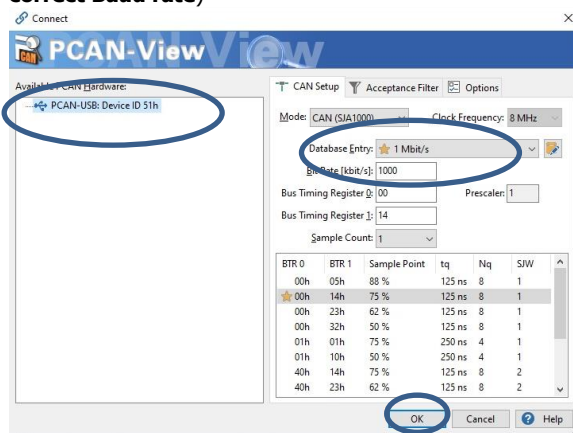 correct Baud rate)
Connect
PCAN-View
Available PCAN Hardware:
PCAN-USB: Device ID 51h
CAN Setup Acceptance Filter Options
Mode: CAN (SJA1000) Clock Frequency: 8 MHz
Database Entry: 1 Mbit/s
Bit Rate [kbit/s]: 1000
Bus Timing Register 0: 00 Prescaler: 1
Bus Timing Register 1: 14
Sample Count: 1
BTR 0 BTR 1 Sample Point tq Nq SJW
00h 05h 88 % 125 ns 8 1
00h 14h 75 % 125 ns 8 1
00h 23h 62 % 125 ns 8 1
00h 32h 50 % 125 ns 8 1
01h 01h 75 % 250 ns 4 1
01h 10h 50 % 250 ns 4 1
40h 14h 75 % 125 ns 8 2
40h 23h 62 % 125 ns 8 2
OK Cancel Help